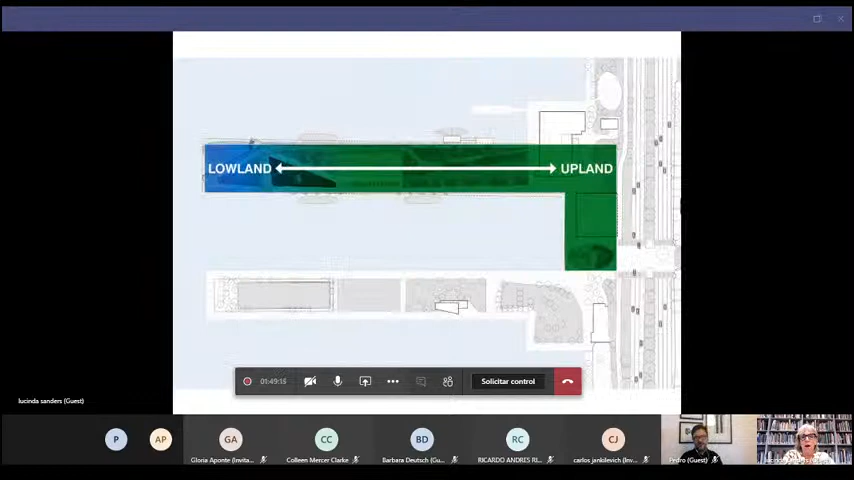 LOWLAND
UPLAND
01:49:15
Solicitar control
lucinda sanders (Guest)
P
AP
GA
CC
BD
RC
CJ
Gloria Aponte (Invita...
Colleen Mercer Clarke
Barbara Deutsch (Gu...
RICARDO ANDRES RI...
carlos jankilevich (Inv...
Pedro (Guest)